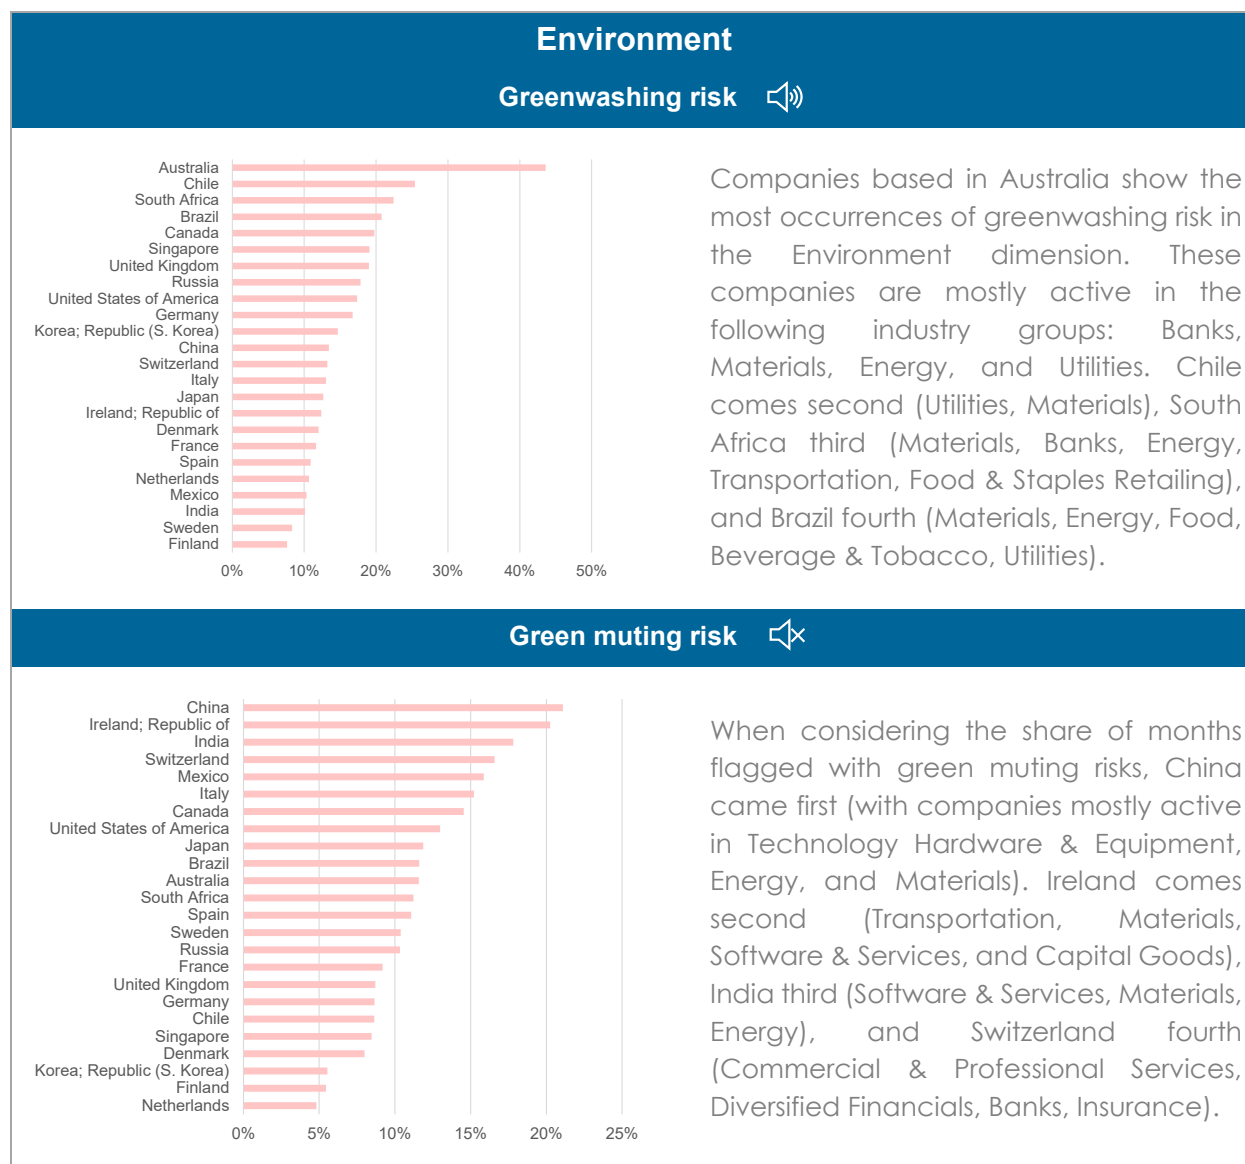 Environment
Greenwashing risk
Australia
Chile
South Africa
Brazil
Canada
Singapore
United Kingdom
Russia
United States of America
Germany
Korea; Republic (S. Korea)
China
Switzerland
Italy
Japan
Ireland; Republic of
Denmark
France
Spain
Netherlands
Mexico
India
Sweden
Finland
0% 10% 20% 30% 40% 50%
Companies based in Australia show the
most occurrences of greenwashing risk in
the Environment dimension. These
companies are mostly active in the
following industry groups: Banks,
Materials, Energy, and Utilities. Chile
comes second (Utilities, Materials), South
Africa third (Materials, Banks, Energy,
Transportation, Food & Staples Retailing),
and Brazil fourth (Materials, Energy, Food,
Beverage & Tobacco, Utilities).
Green muting risk
China
Ireland; Republic of
India
Switzerland
Mexico
Italy
Canada
United States of America
Japan
Brazil
Australia
South Africa
Spain
Sweden
Russia
France
United Kingdom
Germany
Chile
Singapore
Denmark
Korea; Republic (S. Korea)
Finland
Netherlands
0% 5% 10% 15% 20% 25%
When considering the share of months
flagged with green muting risks, China
came first (with companies mostly active
in Technology Hardware & Equipment,
Energy, and Materials). Ireland comes
second (Transportation, Materials,
Software & Services, and Capital Goods),
India third (Software & Services, Materials,
Energy), and Switzerland fourth
(Commercial & Professional Services,
Diversified Financials, Banks, Insurance).